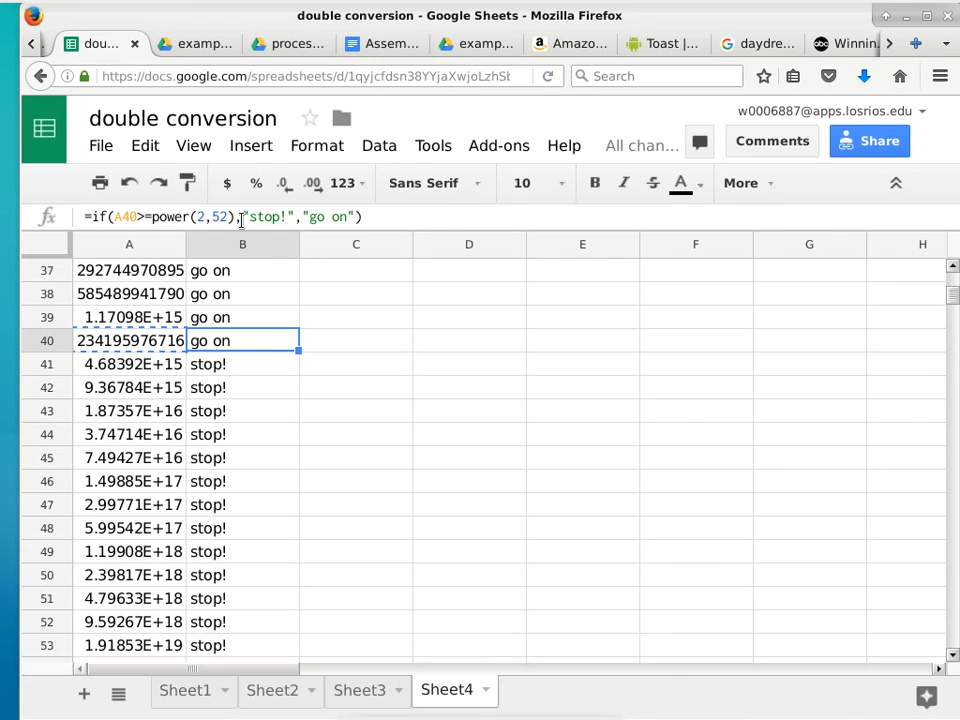 double conversion - Google Sheets - Mozilla Firefox
dou... examp... proces... Assem... examp... Amazo... Toast |... daydre... Winnin
https://docs.google.com/spreadsheets/d/1qyjcfdsn38YYjaXwjoLzhSt Search
double conversion w0006887@apps.losrios.edu
File Edit View Insert Format Data Tools Add-ons Help All chan... Comments Share
$ % .0 .00 123 Sans Serif 10 B I S A More
fx =if(A40>=power(2,52),"stop!","go on")
A B C D E F G H
37 292744970895 go on
38 585489941790 go on
39 1.17098E+15 go on
40 234195976716 go on
41 4.68392E+15 stop!
42 9.36784E+15 stop!
43 1.87357E+16 stop!
44 3.74714E+16 stop!
45 7.49427E+16 stop!
46 1.49885E+17 stop!
47 2.99771E+17 stop!
48 5.99542E+17 stop!
49 1.19908E+18 stop!
50 2.39817E+18 stop!
51 4.79633E+18 stop!
52 9.59267E+18 stop!
53 1.91853E+19 stop!
Sheet1 Sheet2 Sheet3 Sheet4